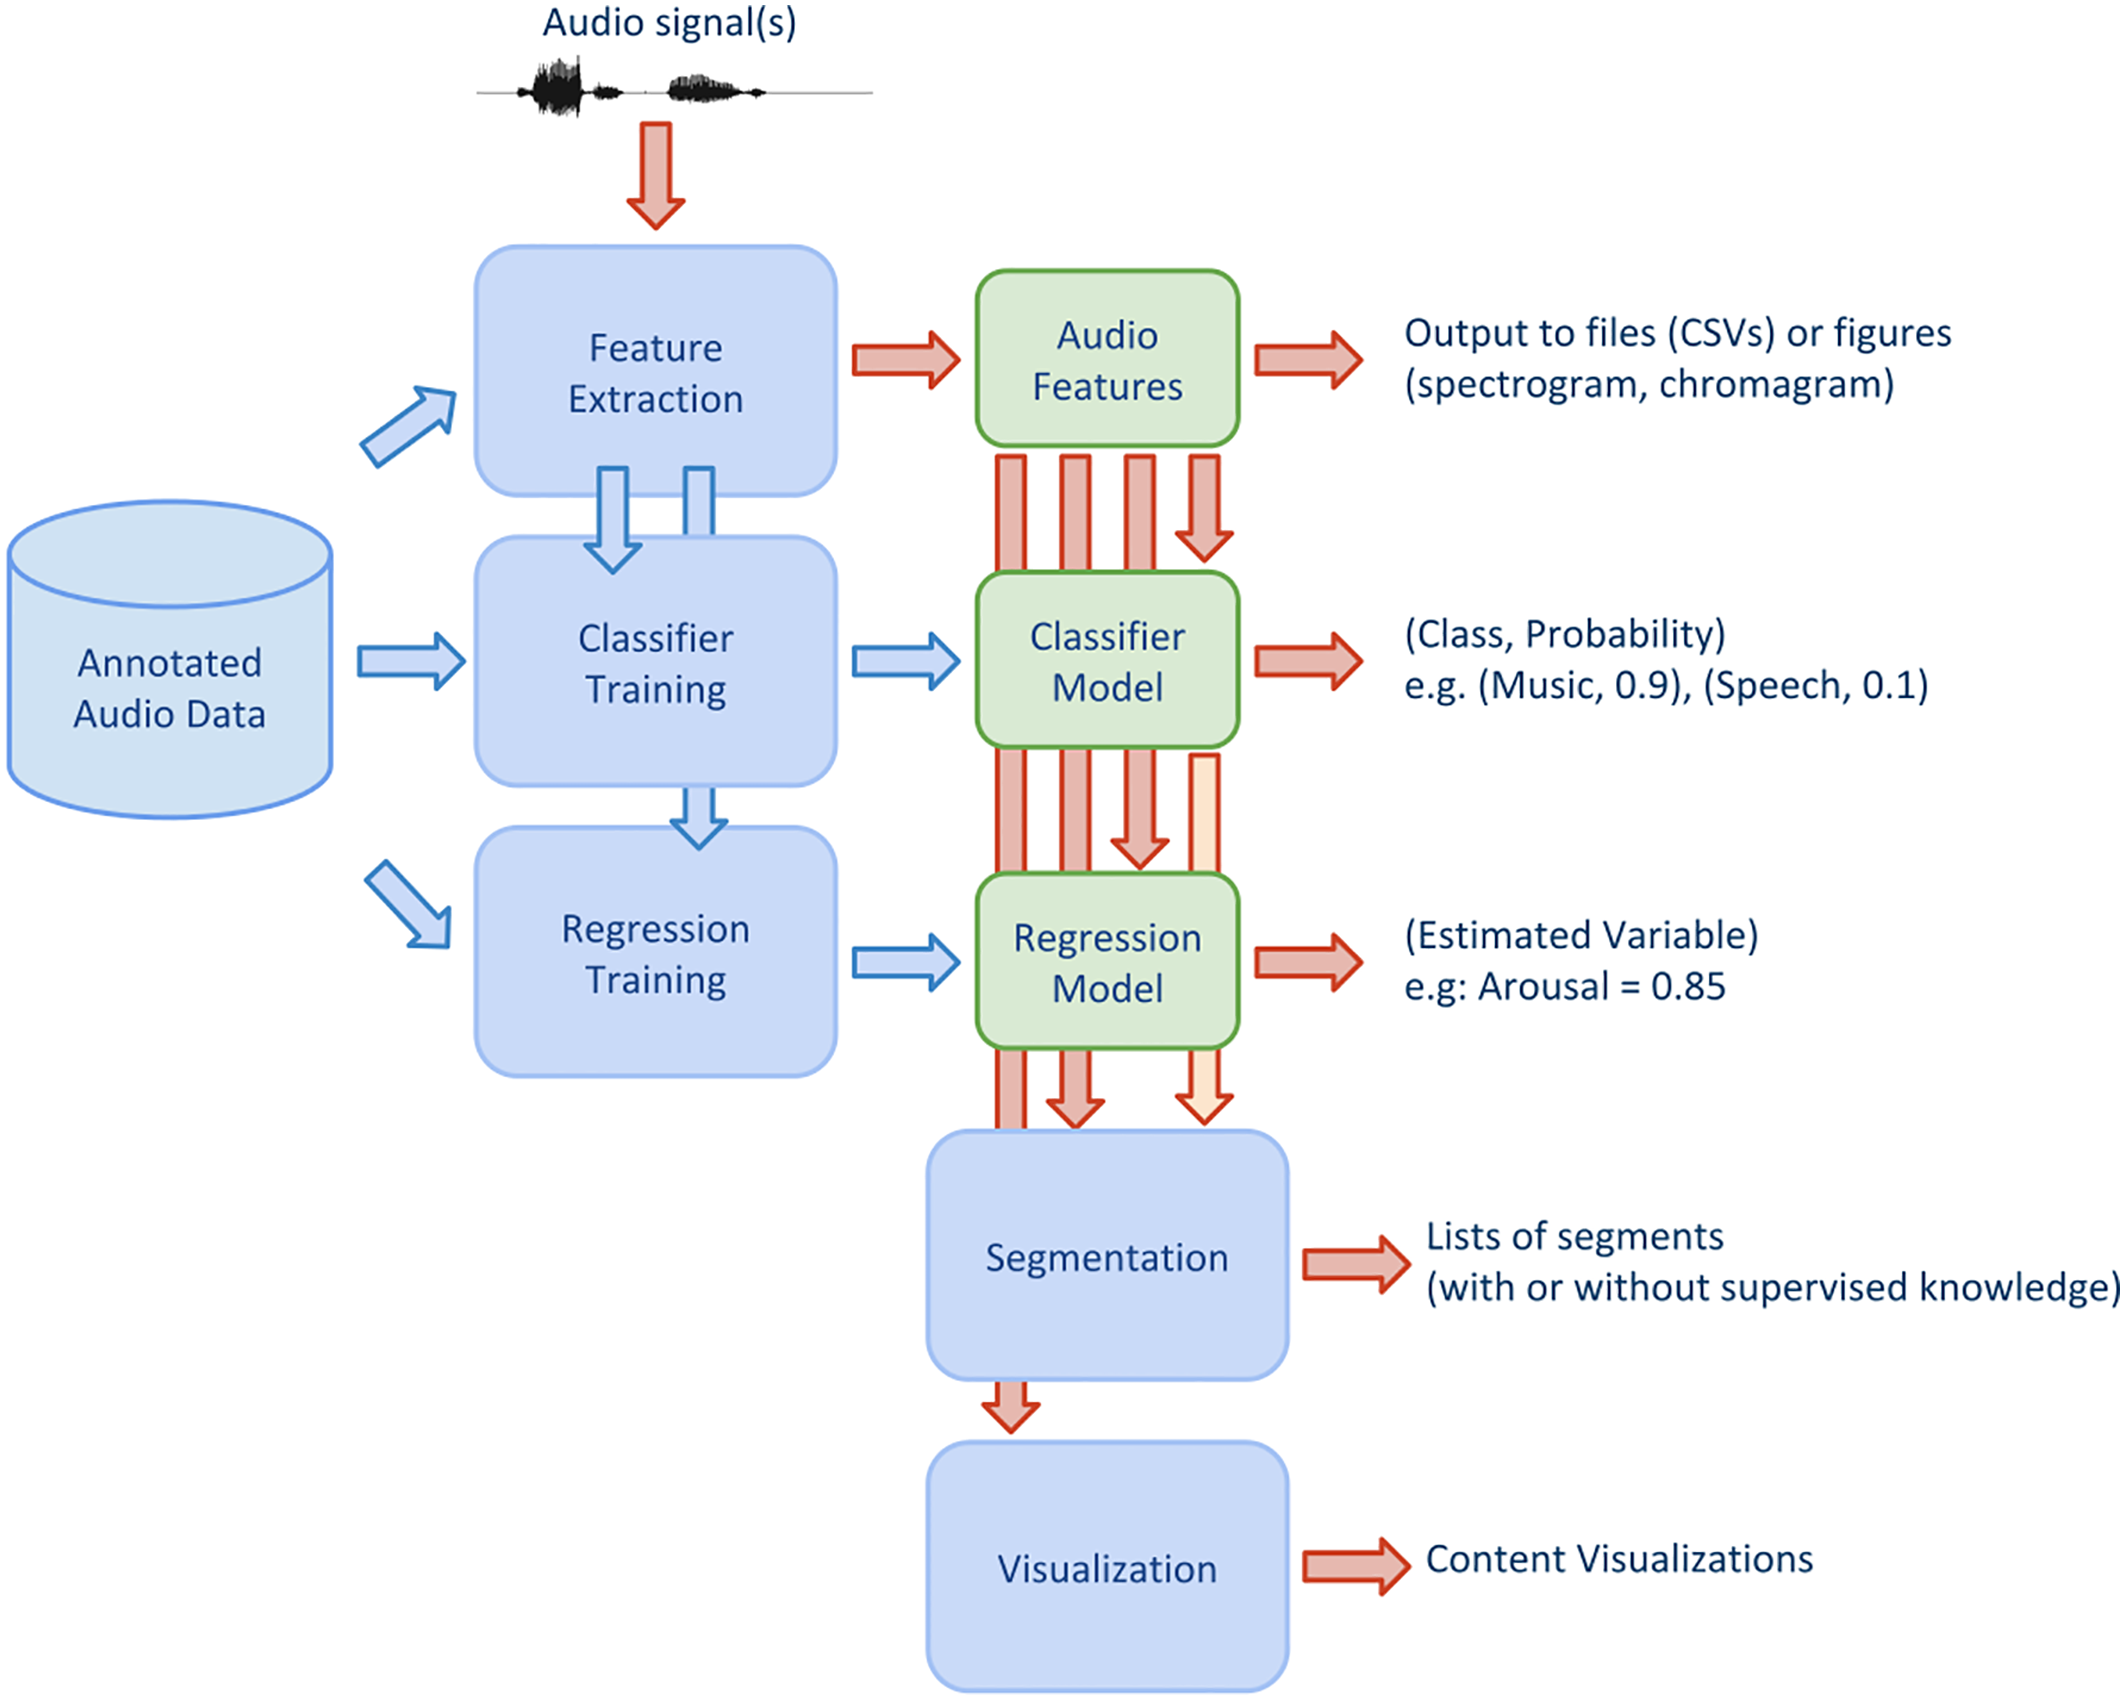 Audio signal(s)
Feature
Extraction
Audio
Features
Output to files (CSVs) or figures
(spectrogram, chromagram)
Annotated
Audio Data
Classifier
Training
Classifier
Model
(Class, Probability)
e.g. (Music, 0.9), (Speech, 0.1)
Regression
Training
Regression
Model
(Estimated Variable)
e.g: Arousal = 0.85
Segmentation
Lists of segments
(with or without supervised knowledge)
Visualization
Content Visualizations